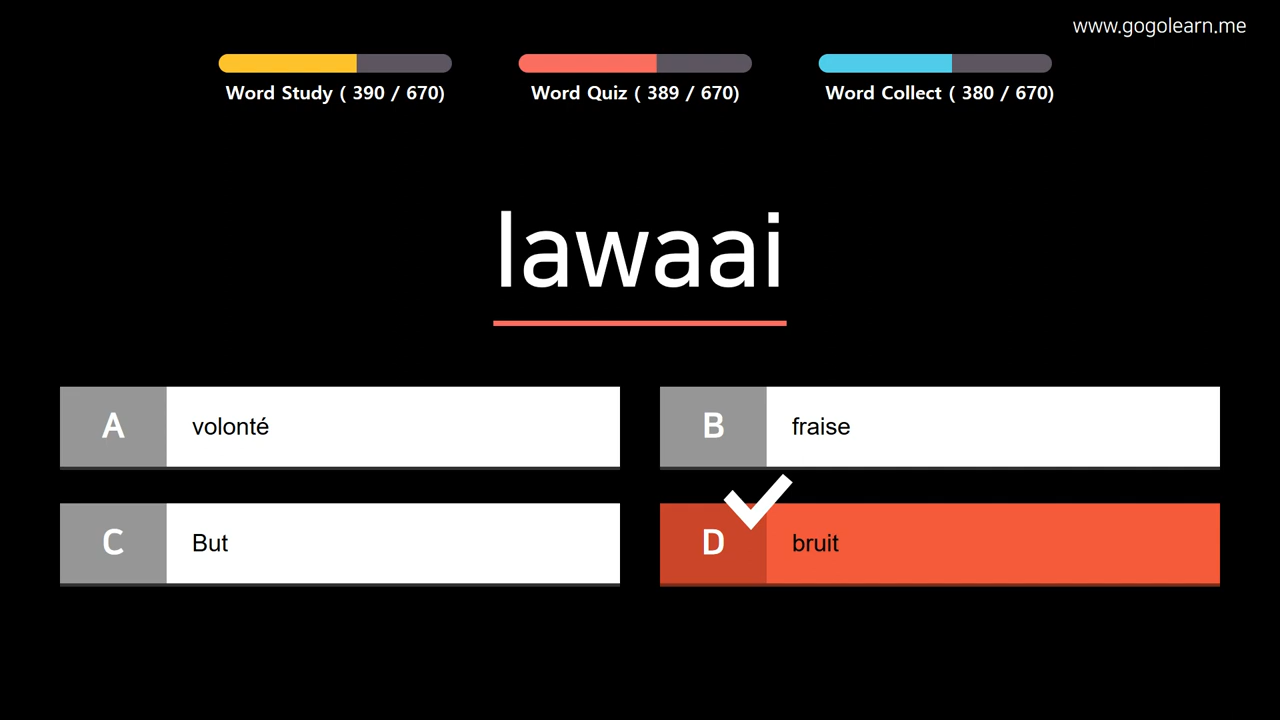 www.gogolearn.me
Word Study ( 390 / 670)
Word Quiz ( 389 / 670)
Word Collect ( 380 / 670)
lawaai
A volonté
B fraise
C But
D bruit